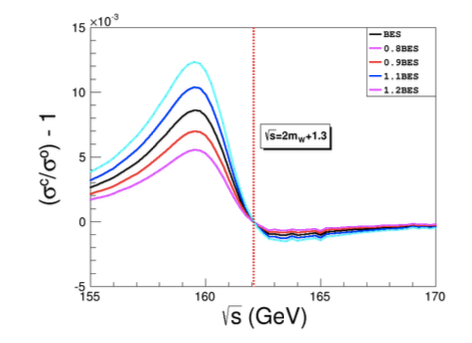 ×10⁻³
15
10
5
0
-5
155
160
165
170
(σᶜ/σ⁰) - 1
√s (GeV)
√s=2m_W+1.3
BES
0.8BES
0.9BES
1.1BES
1.2BES